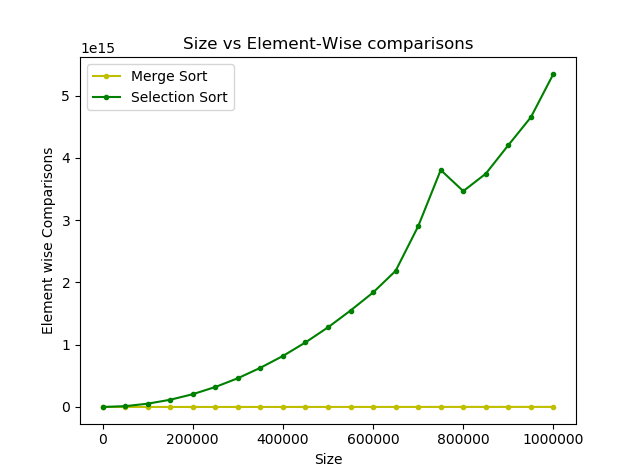 Size vs Element-Wise comparisons
1e15
Merge Sort
Selection Sort
Element wise Comparisons
5
4
3
2
1
0
0 200000 400000 600000 800000 1000000
Size